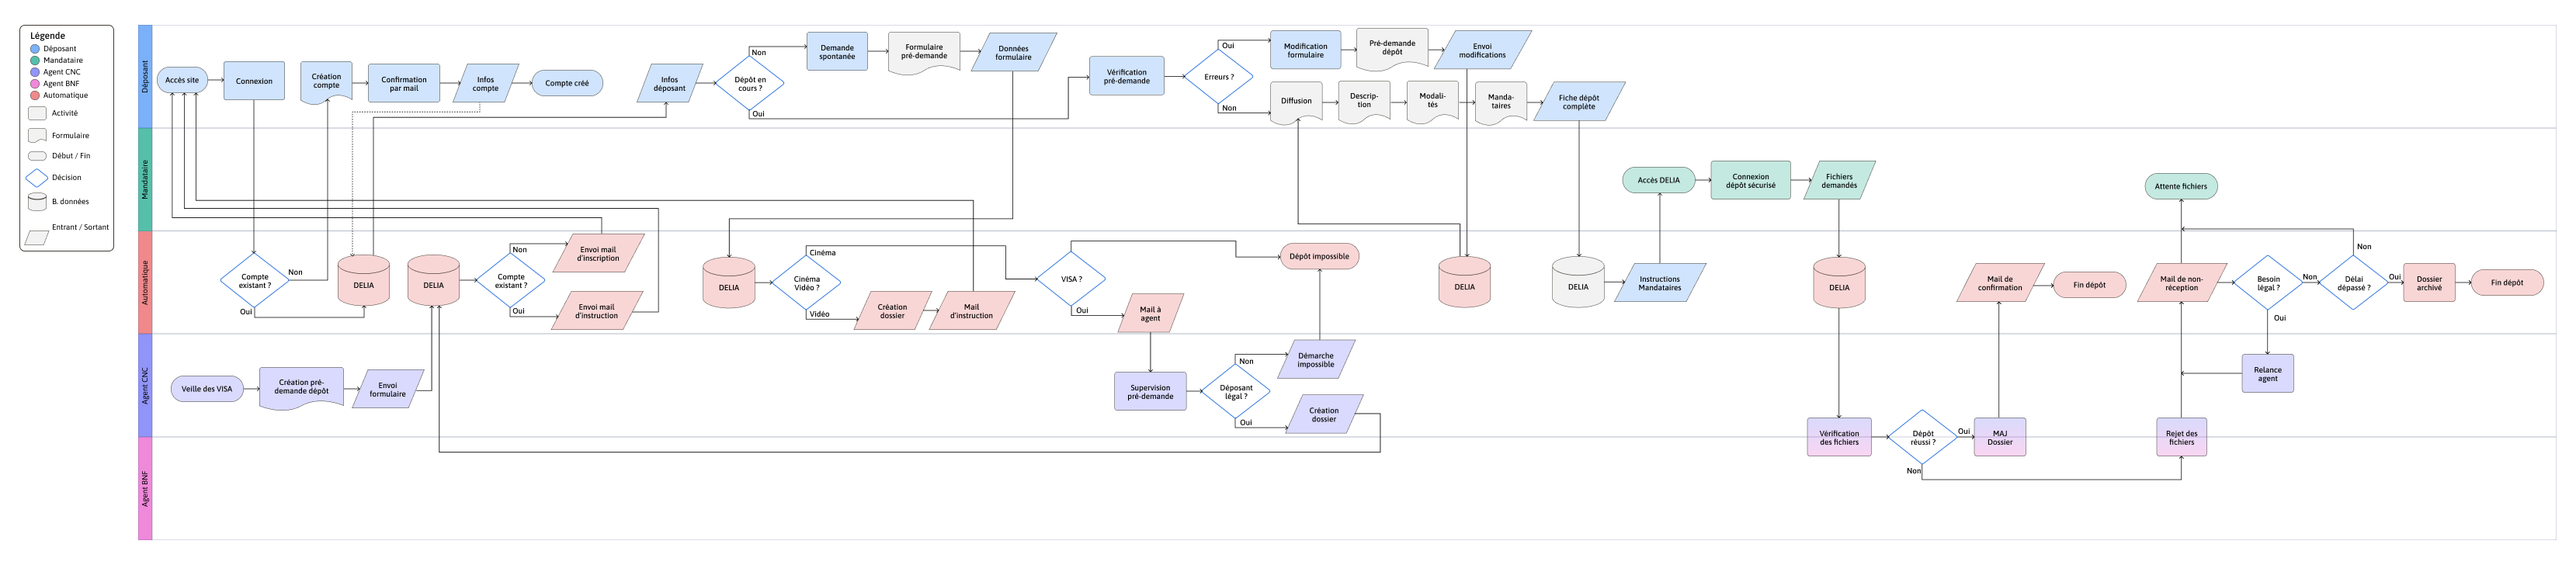 Légende
Déposant
Mandataire
Agent CNC
Agent BNF
Automatique
Activité
Formulaire
Début / Fin
Décision
B. données
Entrant / Sortant
Déposant
Accès site
Connexion
Création
compte
Confirmation
par mail
Infos
compte
Compte créé
Infos
déposant
Dépôt en
cours ?
Non
Oui
Demande
spontanée
Formulaire
pré-demande
Données
formulaire
Vérification
pré-demande
Erreurs ?
Oui
Non
Modification
formulaire
Pré-demande
dépôt
Envoi
modifications
Diffusion
Descrip-
tion
Modali-
tés
Manda-
taires
Fiche dépôt
complète
Mandataire
Accès DELIA
Connexion
dépôt sécurisé
Fichiers
demandés
Attente fichiers
Automatique
Compte
existant ?
Non
Oui
DELIA
DELIA
Compte
existant ?
Non
Oui
Envoi mail
d'inscription
Envoi mail
d'instruction
DELIA
Cinéma
Vidéo ?
Cinéma
Vidéo
Création
dossier
Mail
d'instruction
VISA ?
Oui
Mail à
agent
Dépôt impossible
DELIA
DELIA
Instructions
Mandataires
DELIA
Mail de
confirmation
Fin dépôt
Mail de non-
réception
Besoin
légal ?
Non
Oui
Délai
dépassé ?
Non
Oui
Dossier
archivé
Fin dépôt
Agent CNC
Veille des VISA
Création pré-
demande dépôt
Envoi
formulaire
Supervision
pré-demande
Déposant
légal ?
Non
Oui
Démarche
impossible
Création
dossier
Relance
agent
Vérification
des fichiers
Dépôt
réussi ?
Oui
Non
MAJ
Dossier
Rejet des
fichiers
Agent BNF